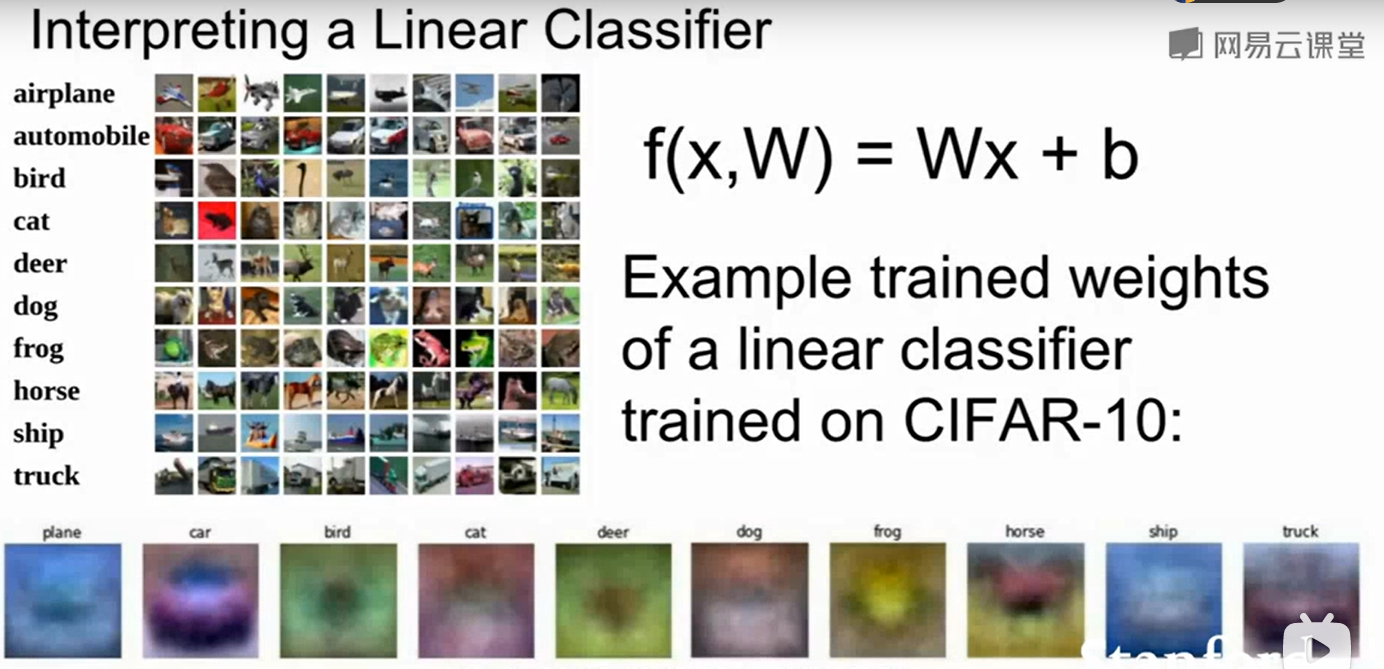 Interpreting a Linear Classifier
网易云课堂
airplane
automobile
bird
cat
deer
dog
frog
horse
ship
truck
f(x,W) = Wx + b
Example trained weights
of a linear classifier
trained on CIFAR-10:
plane car bird cat deer dog frog horse ship truck